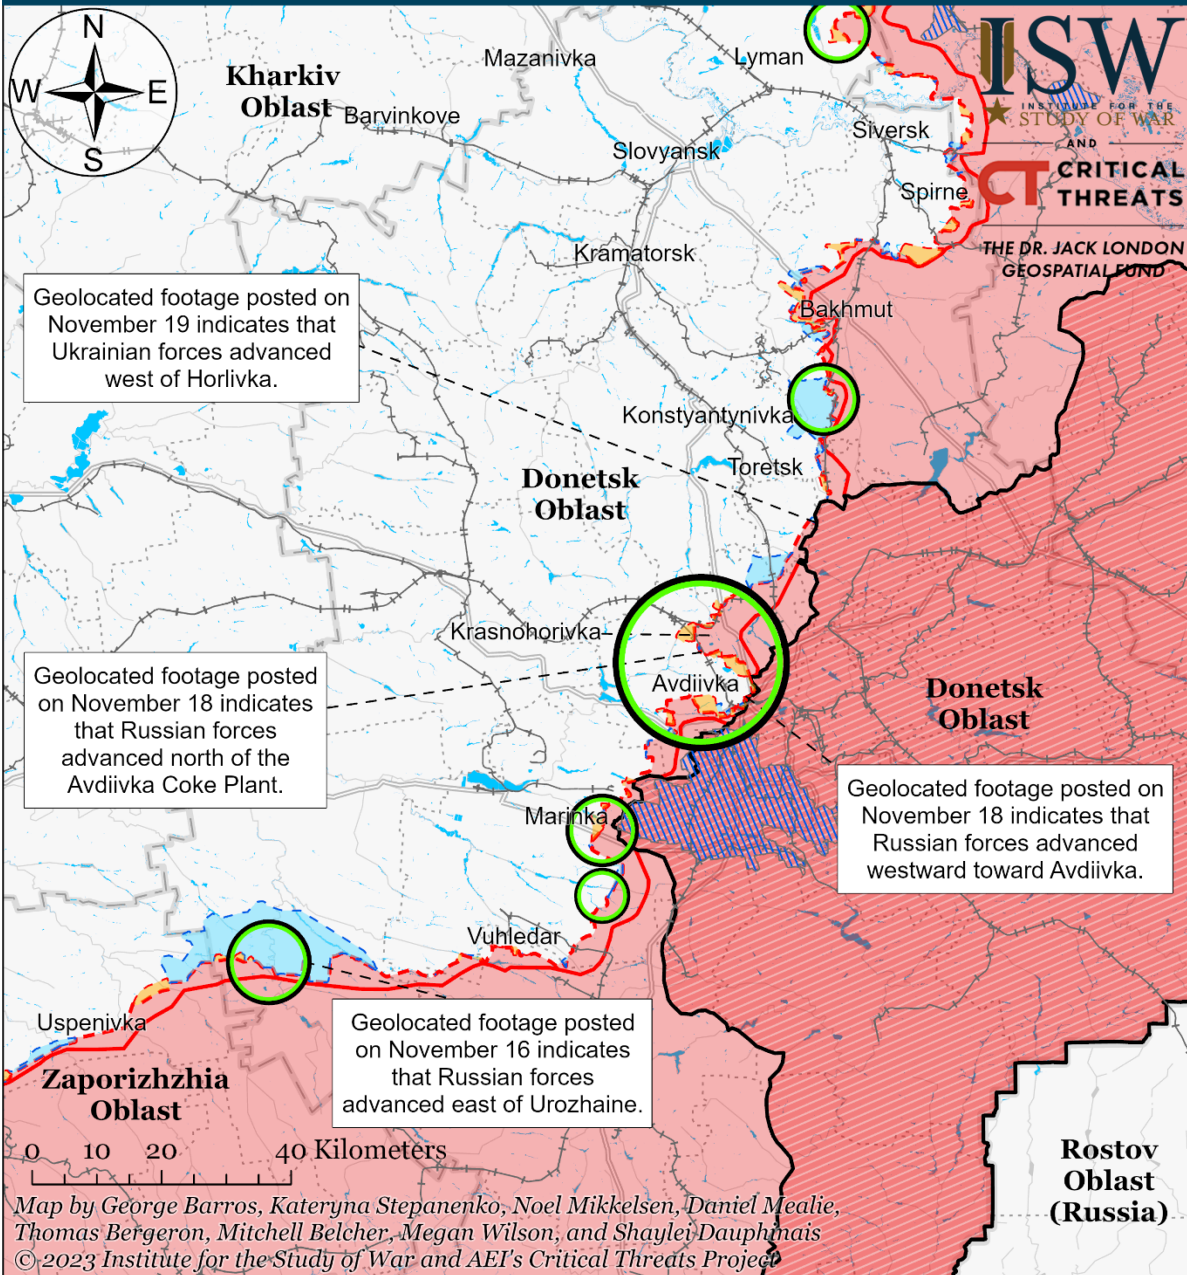 N
W
E
S
Kharkiv
Oblast
Mazanivka
Lyman
ISW
INSTITUTE FOR THE
STUDY OF WAR
AND
CT CRITICAL
THREATS
THE DR. JACK LONDON
GEOSPATIAL FUND
Barvinkove
Siversk
Slovyansk
Spirne
Kramatorsk
Bakhmut
Geolocated footage posted on
November 19 indicates that
Ukrainian forces advanced
west of Horlivka.
Konstyantynivka
Toretsk
Donetsk
Oblast
Krasnohorivka
Avdiivka
Geolocated footage posted
on November 18 indicates
that Russian forces
advanced north of the
Avdiivka Coke Plant.
Donetsk
Oblast
Geolocated footage posted on
November 18 indicates that
Russian forces advanced
westward toward Avdiivka.
Marinka
Vuhledar
Uspenivka
Geolocated footage posted
on November 16 indicates
that Russian forces
advanced east of Urozhaine.
Zaporizhzhia
Oblast
0 10 20 40 Kilometers
Rostov
Oblast
(Russia)
Map by George Barros, Kateryna Stepanenko, Noel Mikkelsen, Daniel Mealie,
Thomas Bergeron, Mitchell Belcher, Megan Wilson, and Shaylei Dauphinais
© 2023 Institute for the Study of War and AEI's Critical Threats Project